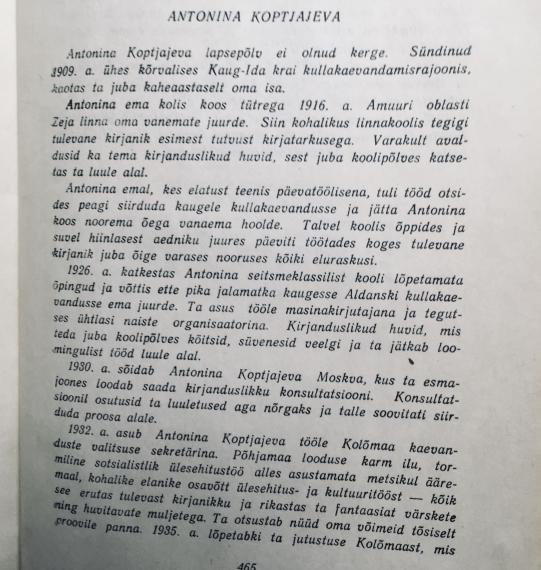 ANTONINA KOPTJAJEVA
Antonina Koptjajeva lapsepõlv ei olnud kerge. Sündinud
1909. a. ühes kõrvalises Kaug-Ida krai kullakaevandamisrajoonis,
kaotas ta juba kaheaastaselt oma isa.
Antonina ema kolis koos tütrega 1916. a. Amuuri oblasti
Zeja linna oma vanemate juurde. Siin kohalikus linnakoolis tegigi
tulevane kirjanik esimest tutvust kirjatarkusega. Varakult aval-
dusid ka tema kirjanduslikud huvid, sest juba koolipõlves katse-
tas ta luule alal.
Antonina emal, kes elatust teenis päevatöölisena, tuli tööd otsi-
des peagi siirduda kaugele kullakaevandusse ja jätta Antonina
koos noorema õega vanaema hoolde. Talvel koolis õppides ja
suvel hiinlasest aedniku juures päeviti töötades koges tulevane
kirjanik juba õige varases nooruses kõiki eluraskusi.
1926. a. katkestas Antonina seitsmeklassilist kooli lõpetamata
õpingud ja võttis ette pika jalamatka kaugesse Aldanski kullakae-
vandusse ema juurde. Ta asus tööle masinakirjutajana ja tegut-
ses ühtlasi naiste organisaatorina. Kirjanduslikud huvid, mis
teda juba koolipõlves köitsid, süvenesid veelgi ja ta jätkab loo-
mingulist tööd luule alal.
1930. a. sõidab Antonina Koptjajeva Moskva, kus ta esma-
joones loodab saada kirjanduslikku konsultatsiooni. Konsultat-
sioonil osutusid ta luuletused aga nõrgaks ja talle soovitati siir-
duda proosa alale.
1932. a. asub Antonina Koptjajeva tööle Kolõmaa kaevan-
duste valitsuse sekretärina. Põhjamaa looduse karm ilu, tor-
miline sotsialistlik ülesehitustöö alles asustamata metsikul ääre-
maal, kohalike elanike osavõtt ülesehitus- ja kultuuritööst — kõik
see erutas tulevast kirjanikku ja rikastas ta fantaasiat värskete
ning huvitavate muljetega. Ta otsustab nüüd oma võimeid tõsiselt
proovile panna. 1935. a. lõpetabki ta jutustuse Kolõmaast, mis
465